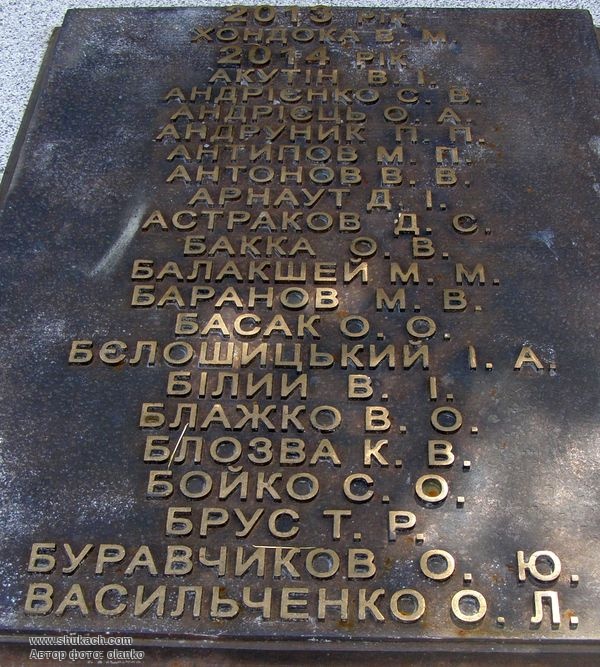 2013 РІК
ХОНДОКА В. М.
2014 РІК
АКУТІН В. І.
АНДРІЄНКО С. В.
АНДРІЄЦЬ О. А.
АНДРУНИК П. П.
АНТИПОВ М. П.
АНТОНОВ В. В.
АРНАУТ Д. І.
АСТРАКОВ Д. С.
БАККА О. В.
БАЛАКШЕЙ М. М.
БАРАНОВ М. В.
БАСАК О. О.
БЄЛОШИЦЬКИЙ І. А.
БІЛИЙ В. І.
БЛАЖКО В. О.
БЛОЗВА К. В.
БОЙКО С. О.
БРУС Т. Р.
БУРАВЧИКОВ О. Ю.
ВАСИЛЬЧЕНКО О. Л.
www.shukach.com
Автор фото: olanko